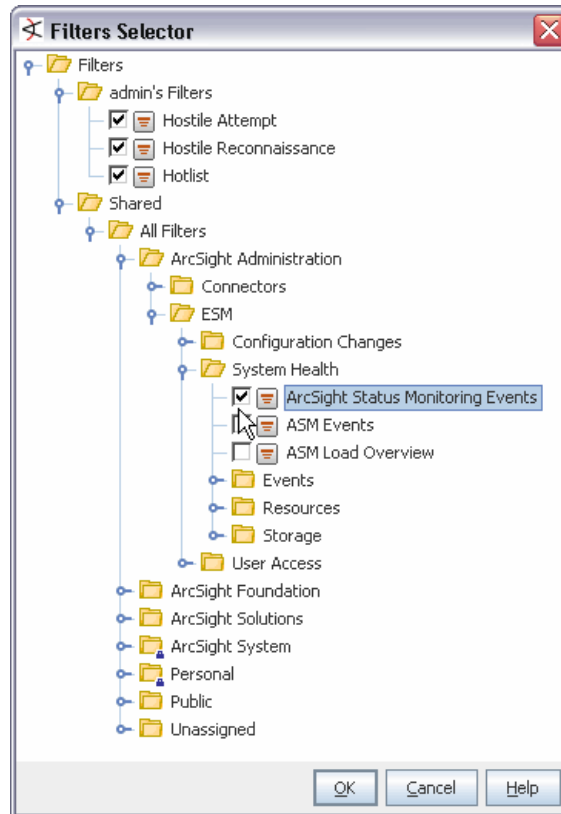 Filters Selector
Filters
admin's Filters
Hostile Attempt
Hostile Reconnaissance
Hotlist
Shared
All Filters
ArcSight Administration
Connectors
ESM
Configuration Changes
System Health
ArcSight Status Monitoring Events
ASM Events
ASM Load Overview
Events
Resources
Storage
User Access
ArcSight Foundation
ArcSight Solutions
ArcSight System
Personal
Public
Unassigned
OK Cancel Help